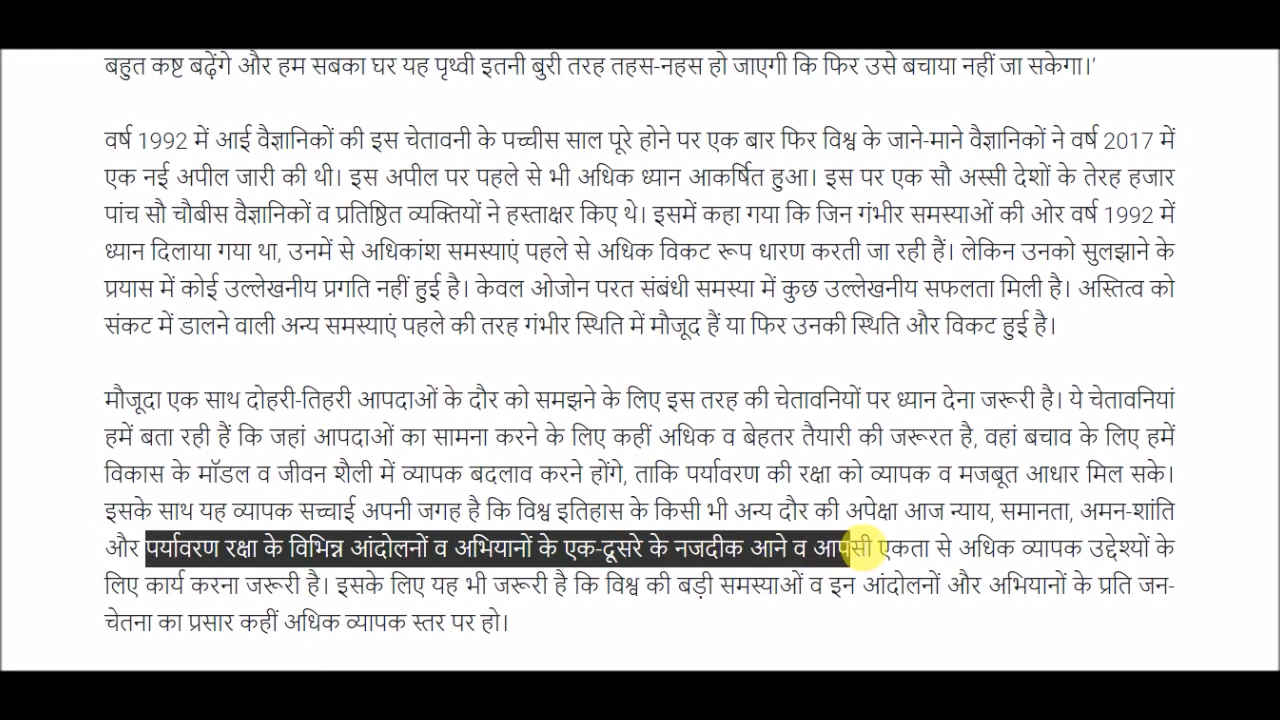 बहुत कष्ट बढ़ेंगे और हम सबका घर यह पृथ्वी इतनी बुरी तरह तहस-नहस हो जाएगी कि फिर उसे बचाया नहीं जा सकेगा।’
वर्ष 1992 में आई वैज्ञानिकों की इस चेतावनी के पच्चीस साल पूरे होने पर एक बार फिर विश्व के जाने-माने वैज्ञानिकों ने वर्ष 2017 में
एक नई अपील जारी की थी। इस अपील पर पहले से भी अधिक ध्यान आकर्षित हुआ। इस पर एक सौ अस्सी देशों के तेरह हजार
पांच सौ चौबीस वैज्ञानिकों व प्रतिष्ठित व्यक्तियों ने हस्ताक्षर किए थे। इसमें कहा गया कि जिन गंभीर समस्याओं की ओर वर्ष 1992 में
ध्यान दिलाया गया था, उनमें से अधिकांश समस्याएं पहले से अधिक विकट रूप धारण करती जा रही हैं। लेकिन उनको सुलझाने के
प्रयास में कोई उल्लेखनीय प्रगति नहीं हुई है। केवल ओजोन परत संबंधी समस्या में कुछ उल्लेखनीय सफलता मिली है। अस्तित्व को
संकट में डालने वाली अन्य समस्याएं पहले की तरह गंभीर स्थिति में मौजूद हैं या फिर उनकी स्थिति और विकट हुई है।
मौजूदा एक साथ दोहरी-तिहरी आपदाओं के दौर को समझने के लिए इस तरह की चेतावनियों पर ध्यान देना जरूरी है। ये चेतावनियां
हमें बता रही हैं कि जहां आपदाओं का सामना करने के लिए कहीं अधिक व बेहतर तैयारी की जरूरत है, वहां बचाव के लिए हमें
विकास के मॉडल व जीवन शैली में व्यापक बदलाव करने होंगे, ताकि पर्यावरण की रक्षा को व्यापक व मजबूत आधार मिल सके।
इसके साथ यह व्यापक सच्चाई अपनी जगह है कि विश्व इतिहास के किसी भी अन्य दौर की अपेक्षा आज न्याय, समानता, अमन-शांति
और पर्यावरण रक्षा के विभिन्न आंदोलनों व अभियानों के एक-दूसरे के नजदीक आने व आपसी एकता से अधिक व्यापक उद्देश्यों के
लिए कार्य करना जरूरी है। इसके लिए यह भी जरूरी है कि विश्व की बड़ी समस्याओं व इन आंदोलनों और अभियानों के प्रति जन-
चेतना का प्रसार कहीं अधिक व्यापक स्तर पर हो।